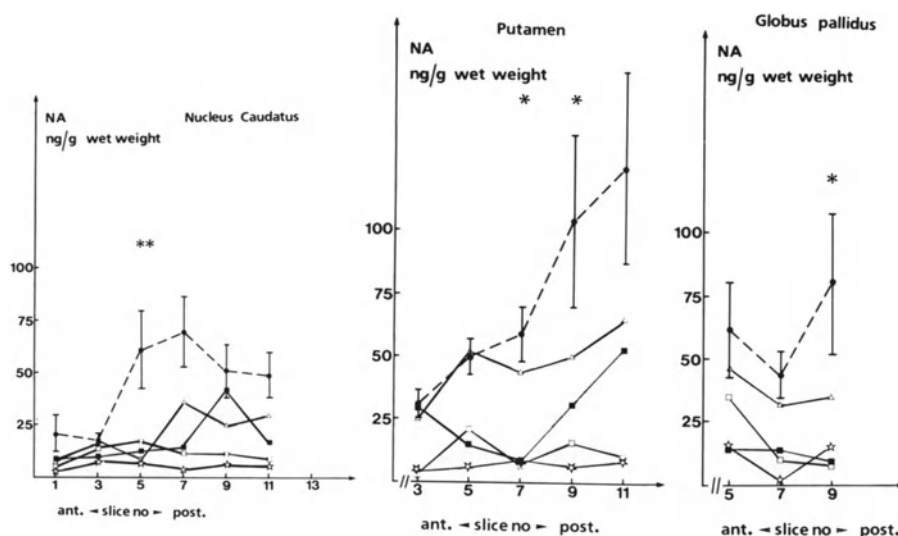 NA
ng/g wet weight
Nucleus Caudatus
**
100
75
50
25
1 3 5 7 9 11 13
ant. ◄ slice no ► post.
Putamen
NA
ng/g wet weight
* *
100
75
50
25
3 5 7 9 11
ant. ◄ slice no ► post.
Globus pallidus
NA
ng/g wet weight
*
100
75
50
25
5 7 9
ant. ◄ slice no ► post.